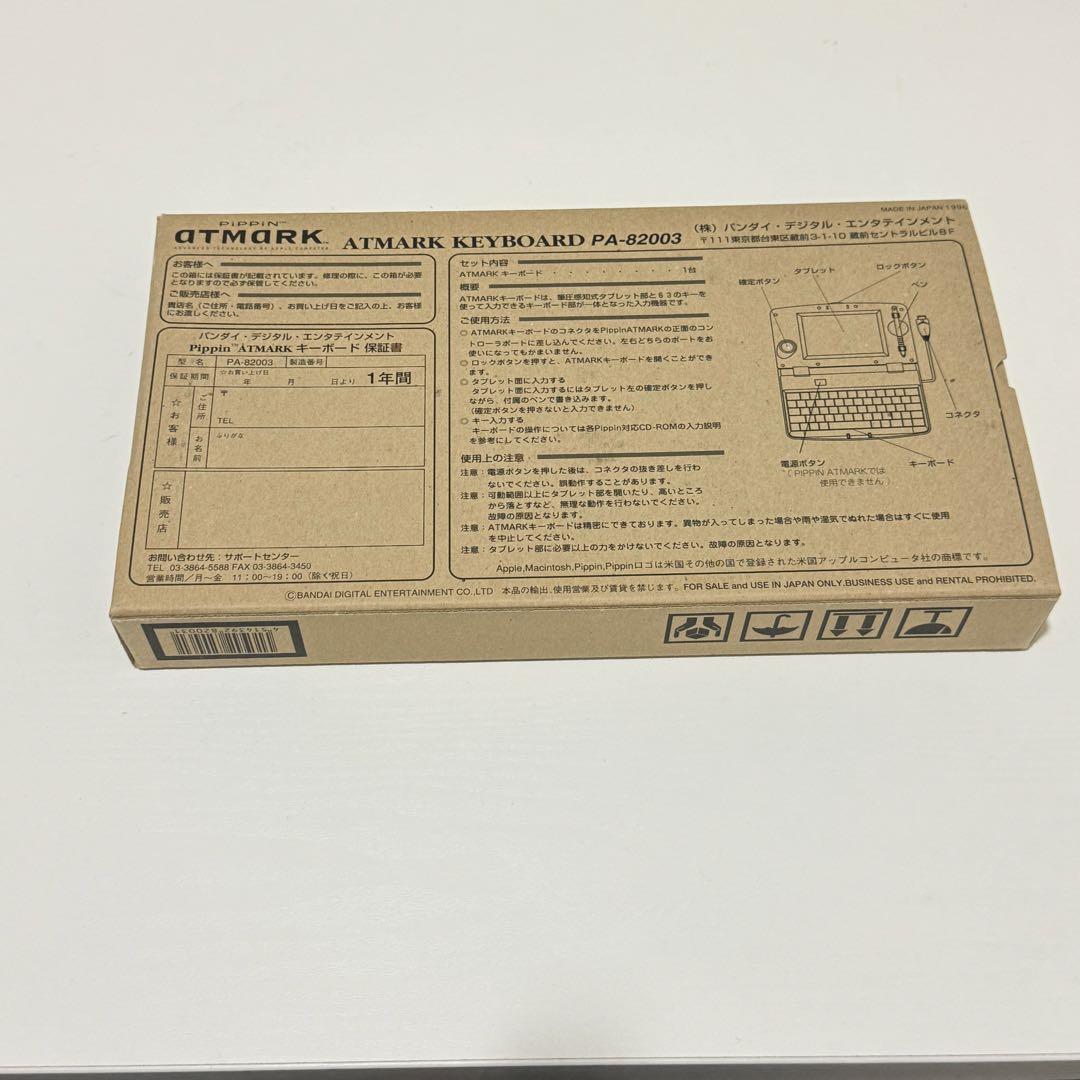 MADE IN JAPAN 1996
PiPPiN™
aTMaRK™
ADVANCED TECHNOLOGY BY APPLE COMPUTER
ATMARK KEYBOARD PA-82003
(株) バンダイ・デジタル・エンタテインメント
〒111東京都台東区蔵前3-1-10 蔵前セントラルビル8F
お客様へ
この箱には保証書が記載されています。修理の際に、この箱が必要
となりますので必ず保管してください。
ご販売店様へ
貴店名(ご住所・電話番号)、お買い上げ日をご記入の上、お客様
にお渡しください。
バンダイ・デジタル・エンタテインメント
Pippin™ATMARK キーボード 保証書
型 名 PA-82003 製造番号
保証期間 ☆お買い上げ日
年 月 日より 1年間
☆お客様
ご住所
〒
TEL
お名前
ふりがな
☆販売店
お問い合わせ先:サポートセンター
TEL 03-3864-5588 FAX 03-3864-3450
営業時間/月~金 11:00~19:00(除く祝日)
セット内容
ATMARK キーボード ・・・・・・・・・・・・・ 1台
概要
ATMARKキーボードは、筆圧感知式タブレット部と63のキーを
使って入力できるキーボード部が一体となった入力機器です。
ご使用方法
◎ ATMARKキーボードのコネクタをPippinATMARKの正面のコン
トローラポートに差し込んでください。左右どちらのポートをお
使いになってもかまいません。
◎ ロックボタンを押すと、ATMARKキーボードを開くことができ
ます。
◎ タブレット面に入力する
タブレット面に入力するにはタブレット左の確定ボタンを押し
ながら、付属のペンで書き込みます。
(確定ボタンを押さないと入力できません)
◎ キー入力する
キーボードの操作については各Pippin対応CD-ROMの入力説明
を参考にしてください。
使用上の注意
注意:電源ボタンを押した後は、コネクタの抜き差しを行わ
ないでください。誤動作することがあります。
注意:可動範囲以上にタブレット部を開いたり、高いところ
から落とすなど、無理な動作を行わないでください。
故障の原因となります。
注意:ATMARKキーボードは精密にできております。異物が入ってしまった場合や雨や湿気でぬれた場合はすぐに使用
を中止してください。
注意:タブレット部に必要以上の力をかけないでください。故障の原因となります。
Apple,Macintosh,Pippin,Pippinロゴは米国その他の国で登録された米国アップルコンピュータ社の商標です。
確定ボタン
タブレット
ロックボタン
ペン
コネクタ
キーボード
電源ボタン
(PIPPIN ATMARKでは
使用できません)
©BANDAI DIGITAL ENTERTAINMENT CO.,LTD 本品の輸出,使用営業及び賃貸を禁じます。FOR SALE and USE IN JAPAN ONLY.BUSINESS USE and RENTAL PROHIBITED.
4 514392 820031